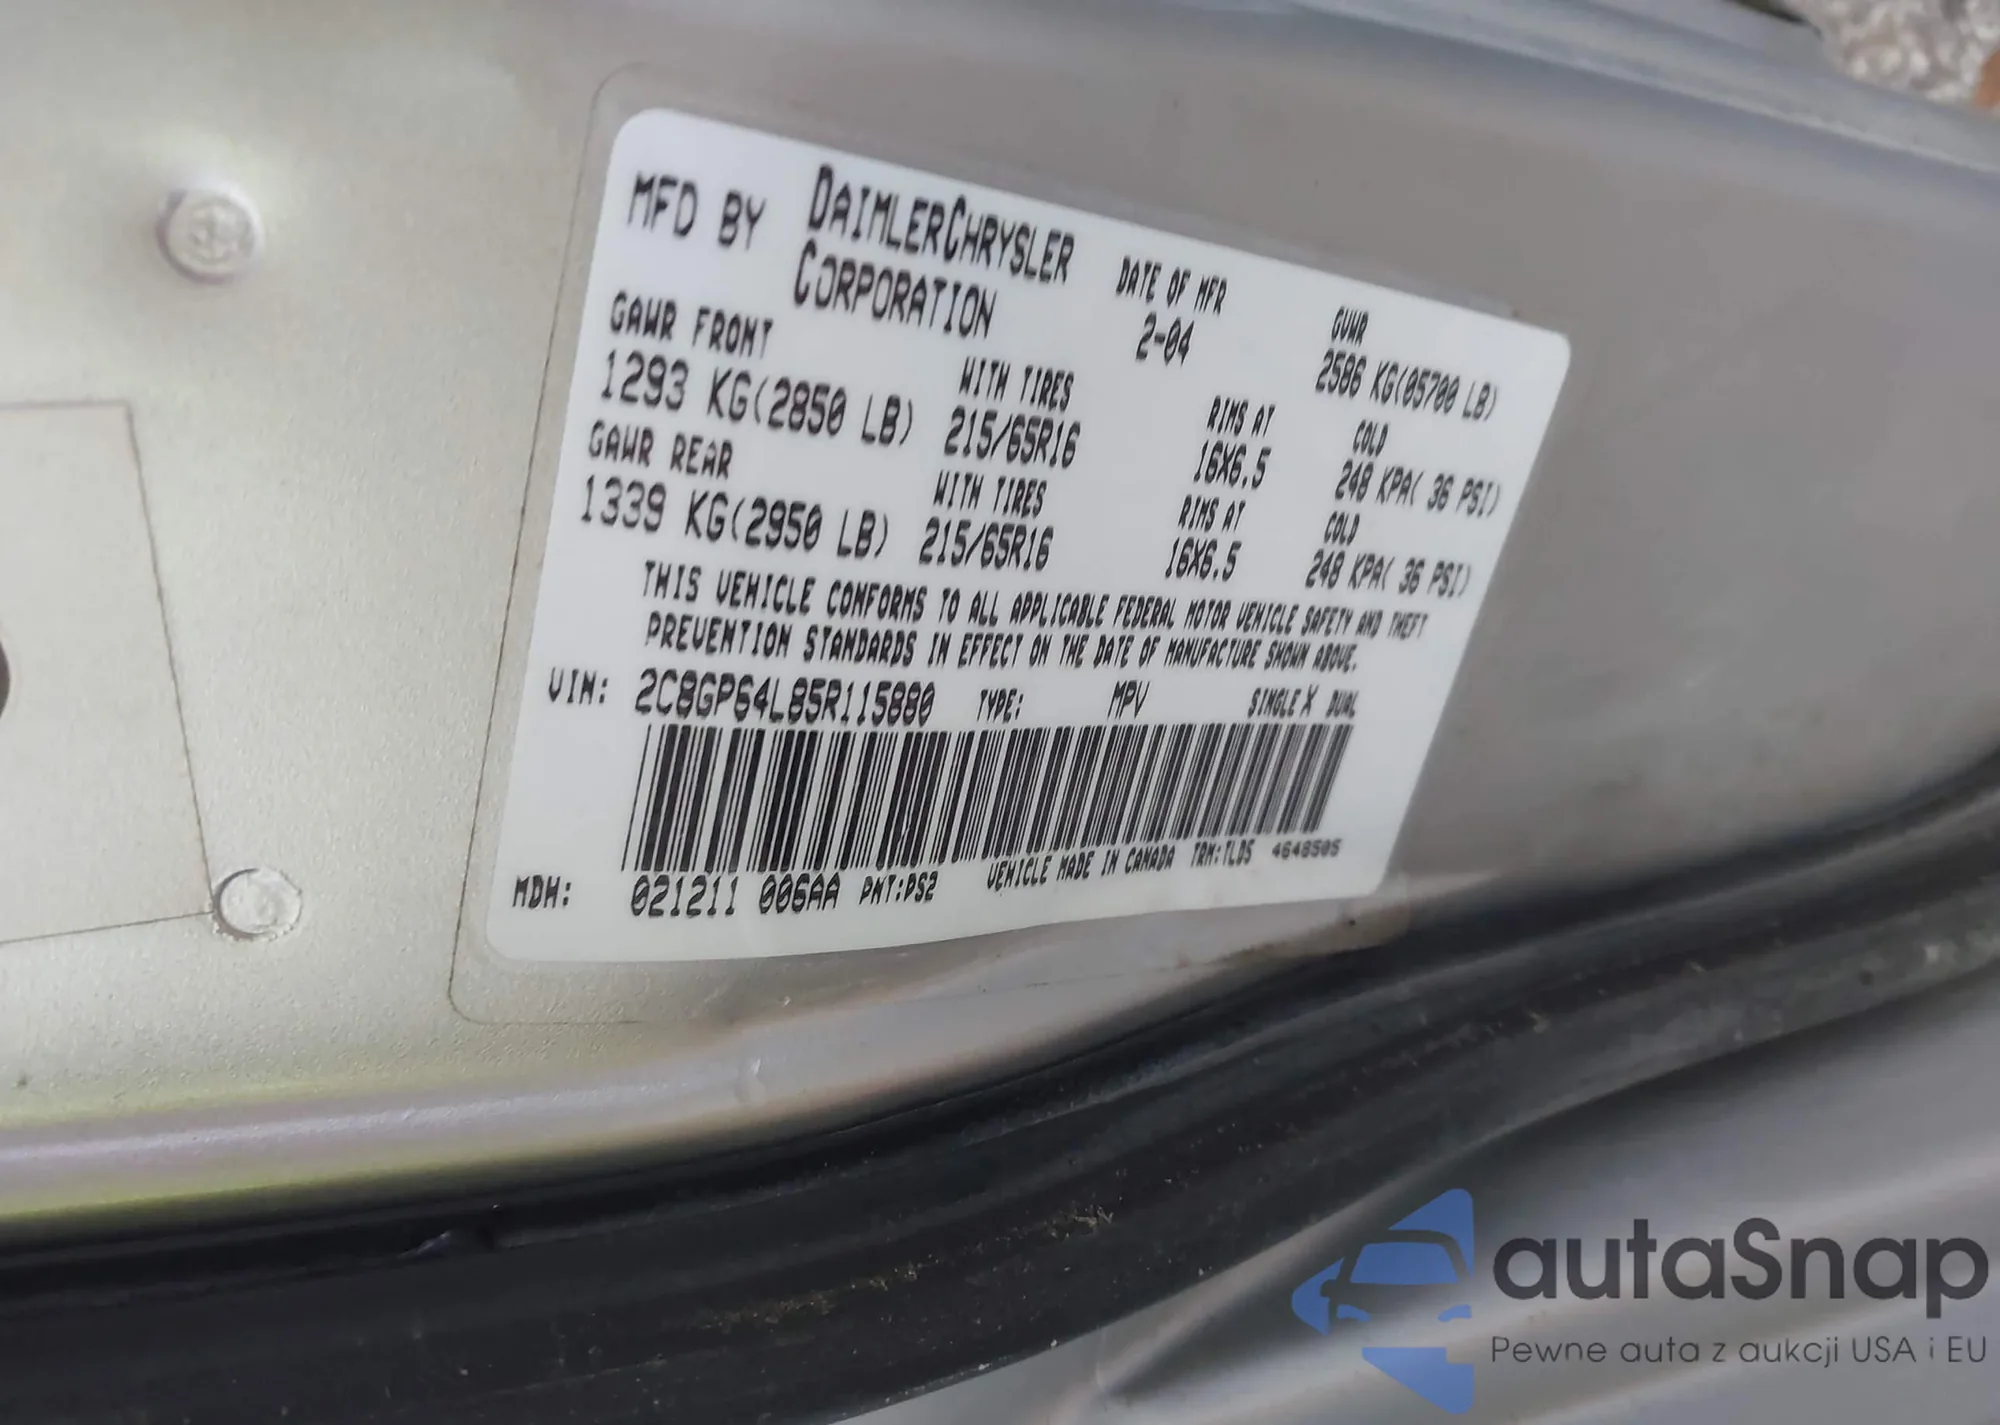 MFD BY DAIMLERCHRYSLER CORPORATION
DATE OF MFR 2-04
GVWR 2586 KG(05700 LB)
GAWR FRONT
1293 KG(2850 LB)
WITH TIRES
215/65R16
RIMS AT
16X6.5
COLD
248 KPA( 36 PSI)
GAWR REAR
1339 KG(2950 LB)
WITH TIRES
215/65R16
RIMS AT
16X6.5
COLD
248 KPA( 36 PSI)
THIS VEHICLE CONFORMS TO ALL APPLICABLE FEDERAL MOTOR VEHICLE SAFETY AND THEFT
PREVENTION STANDARDS IN EFFECT ON THE DATE OF MANUFACTURE SHOWN ABOVE.
VIN: 2C8GP64L85R115880 TYPE: MPV SINGLE X DUAL
MDH: 021211 006AA PNT:PS2 VEHICLE MADE IN CANADA TRM:TLDS 4648505
autaSnap
Pewne auta z aukcji USA i EU